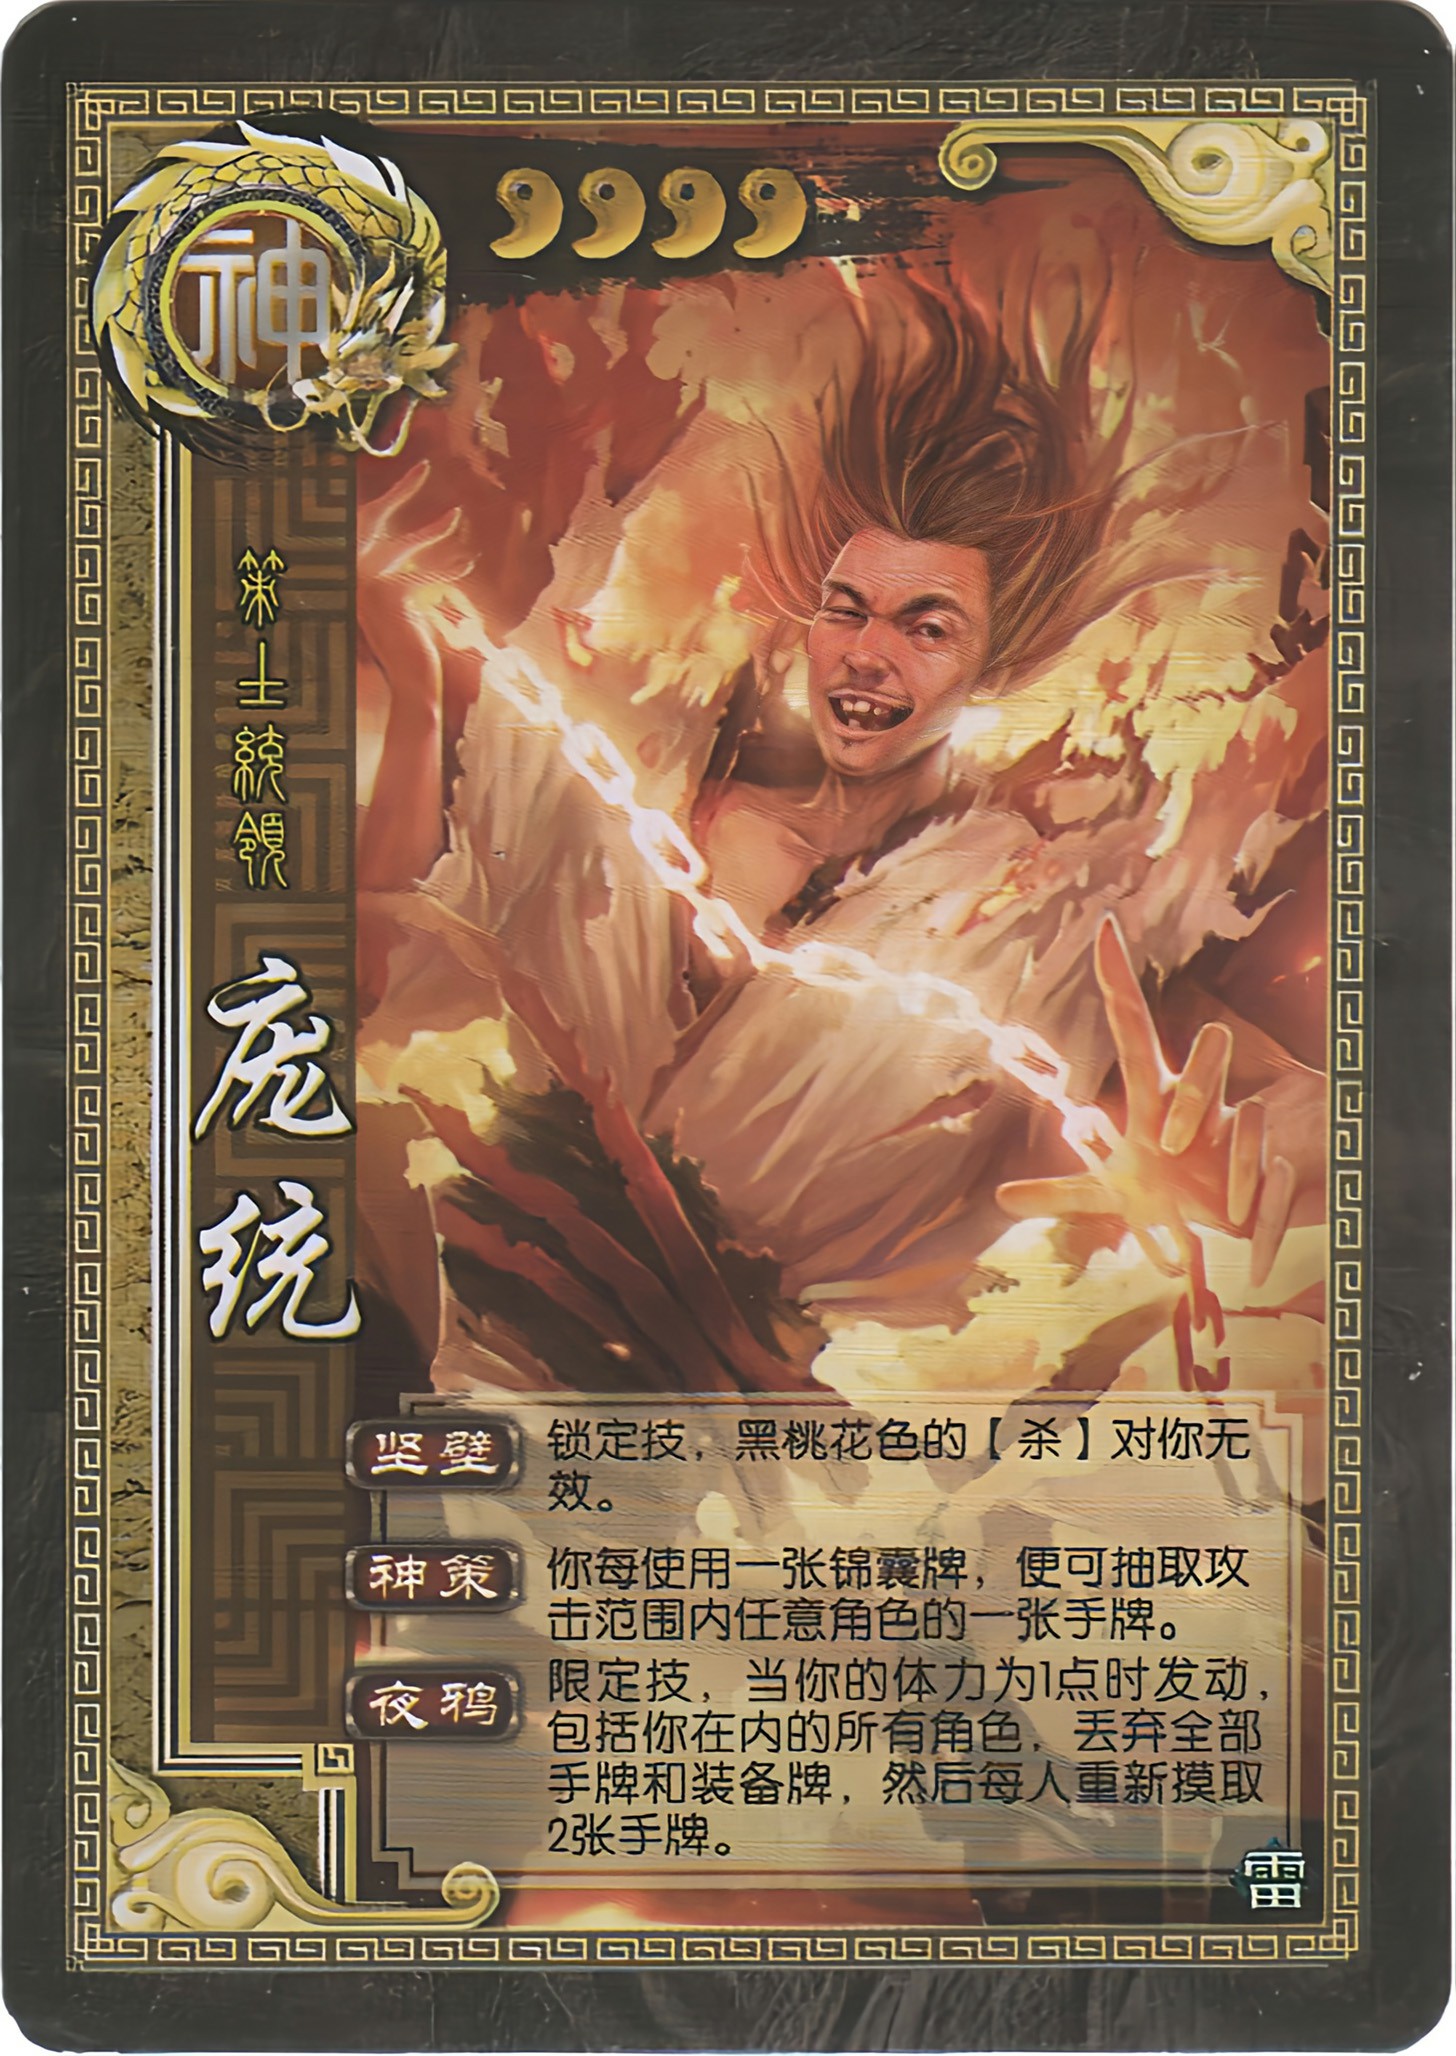 神
策士統領
庞统
坚壁
锁定技，黑桃花色的【杀】对你无
效。
神策
你每使用一张锦囊牌，便可抽取攻
击范围内任意角色的一张手牌。
夜鸦
限定技，当你的体力为1点时发动，
包括你在内的所有角色，丢弃全部
手牌和装备牌，然后每人重新摸取
2张手牌。
雷